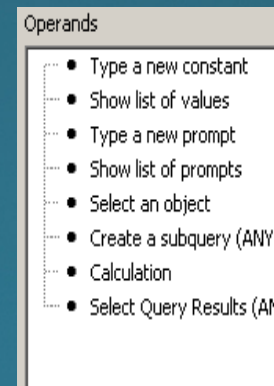 Operands
Type a new constant
Show list of values
Type a new prompt
Show list of prompts
Select an object
Create a subquery (ANY
Calculation
Select Query Results (AN